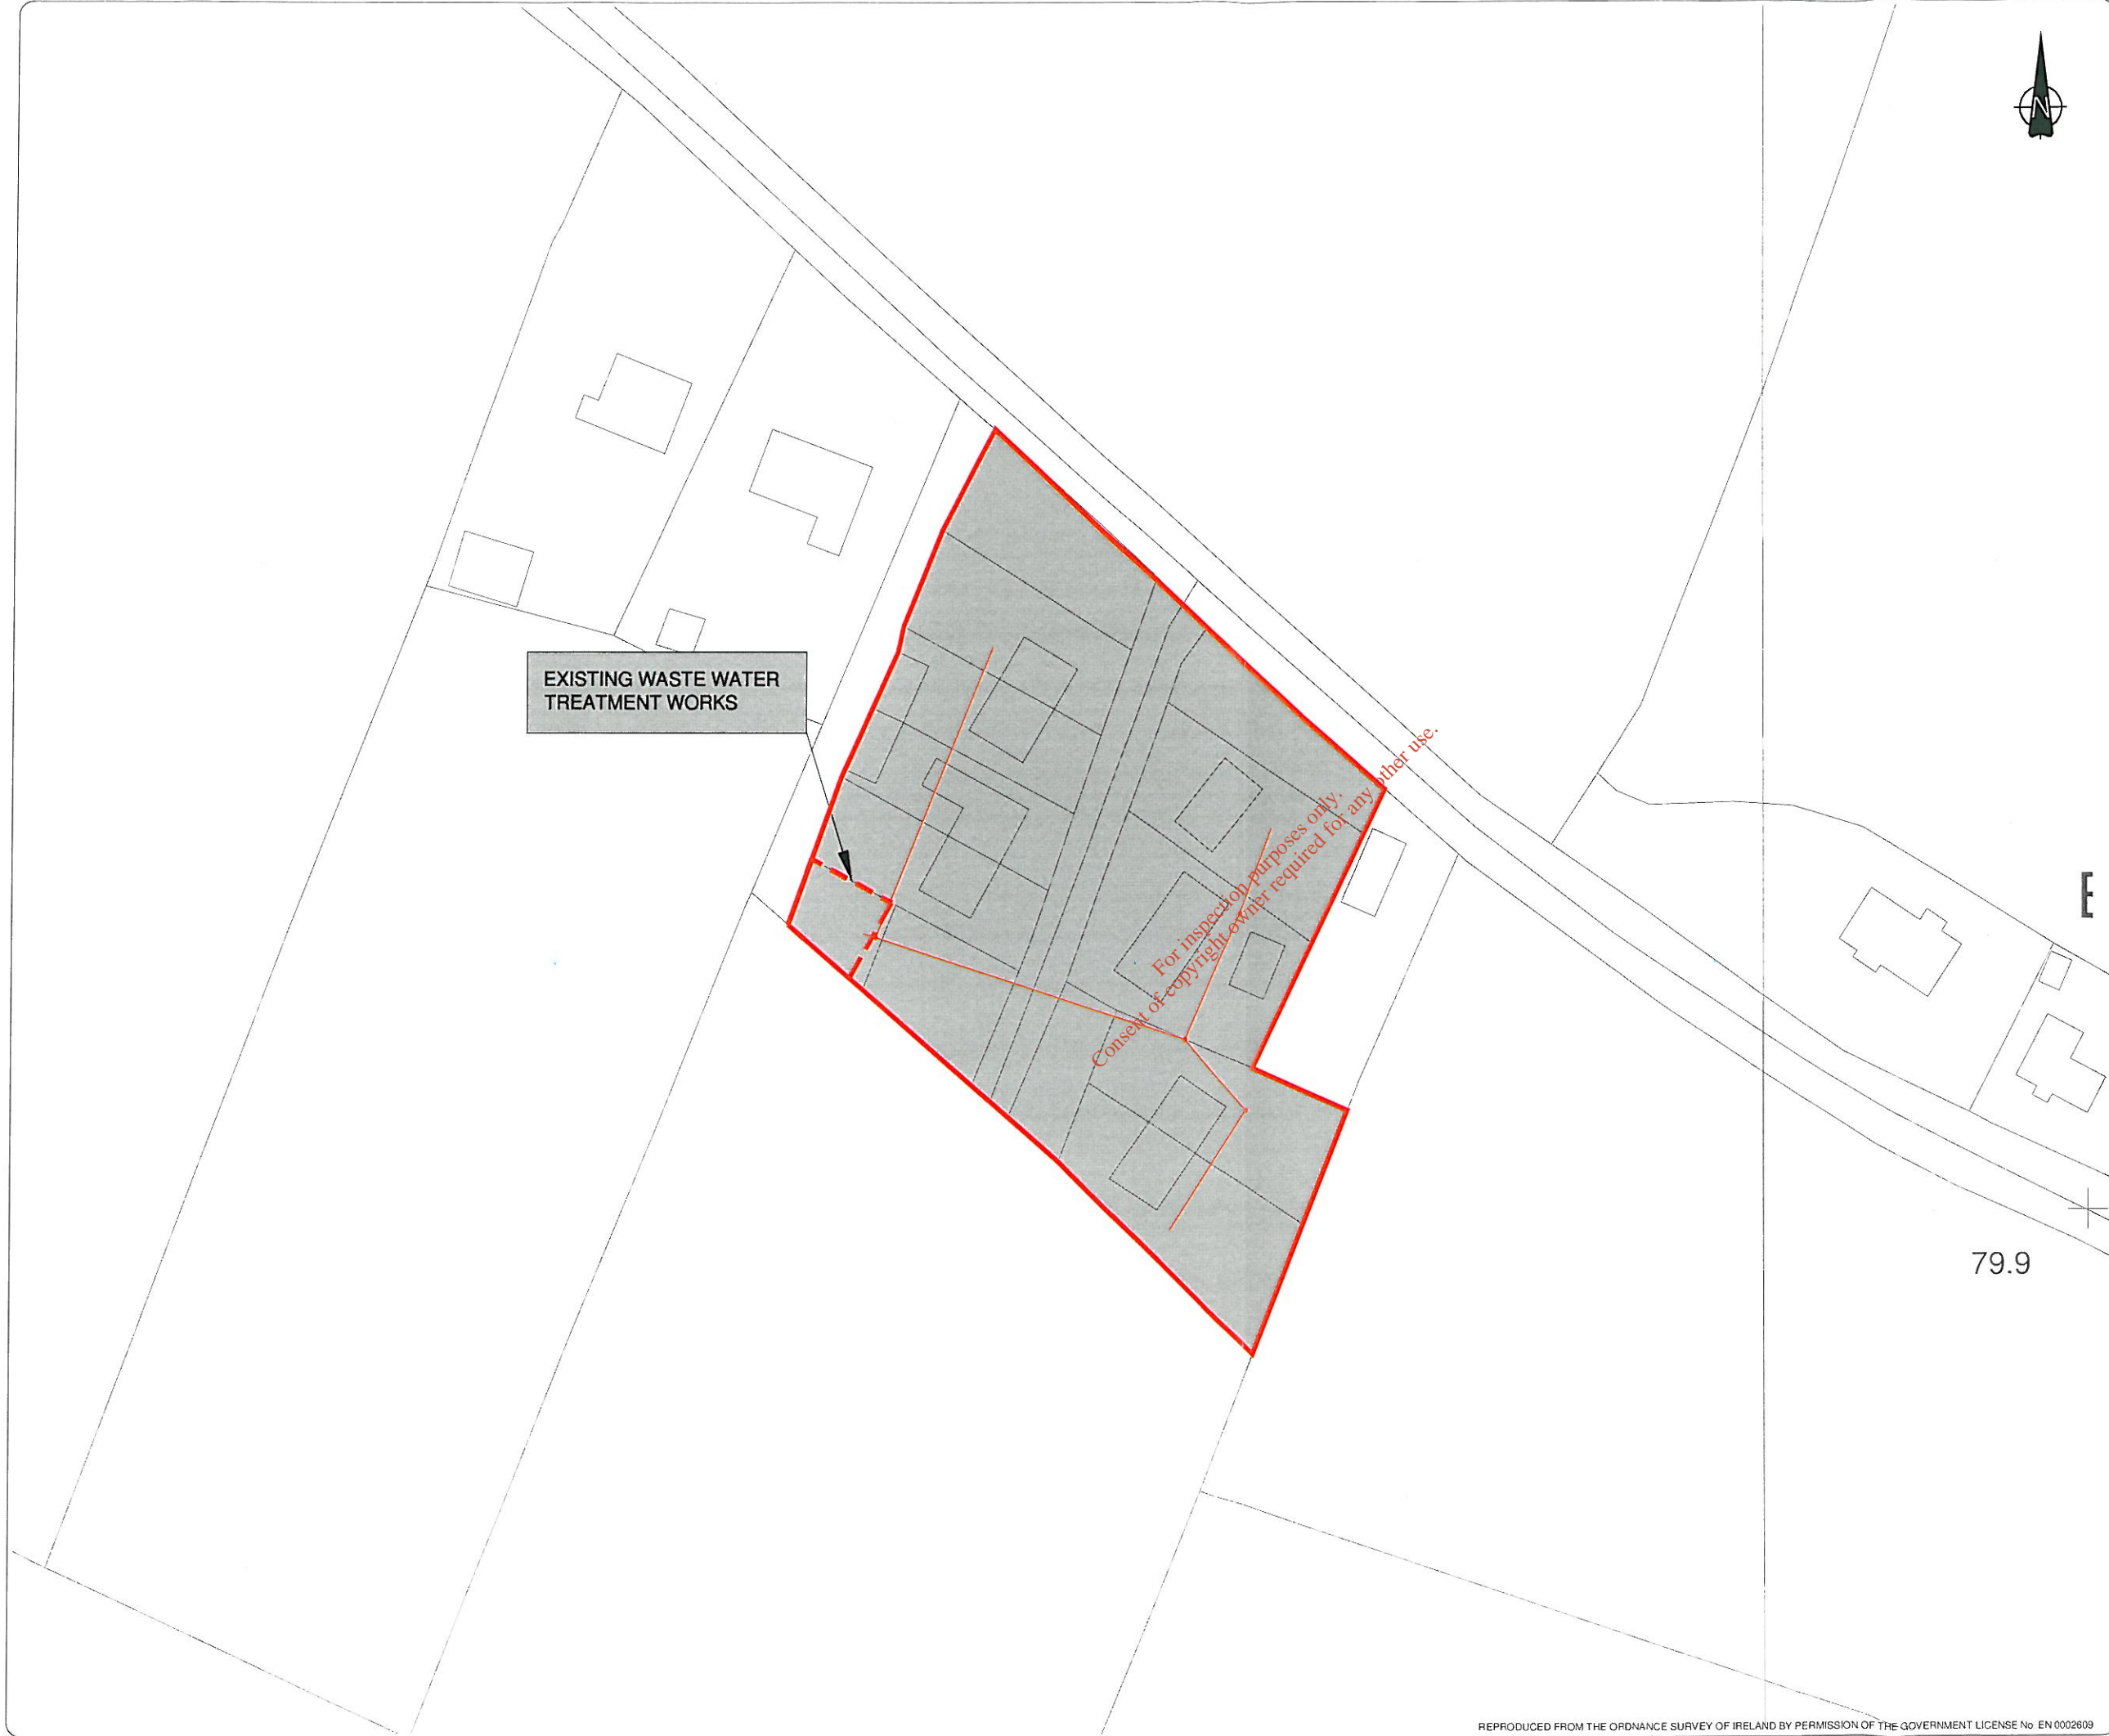 N
EXISTING WASTE WATER
TREATMENT WORKS
For inspection purposes only.
Consent of copyright owner required for any other use.
E
79.9
REPRODUCED FROM THE ORDNANCE SURVEY OF IRELAND BY PERMISSION OF THE GOVERNMENT LICENSE No EN 0002609